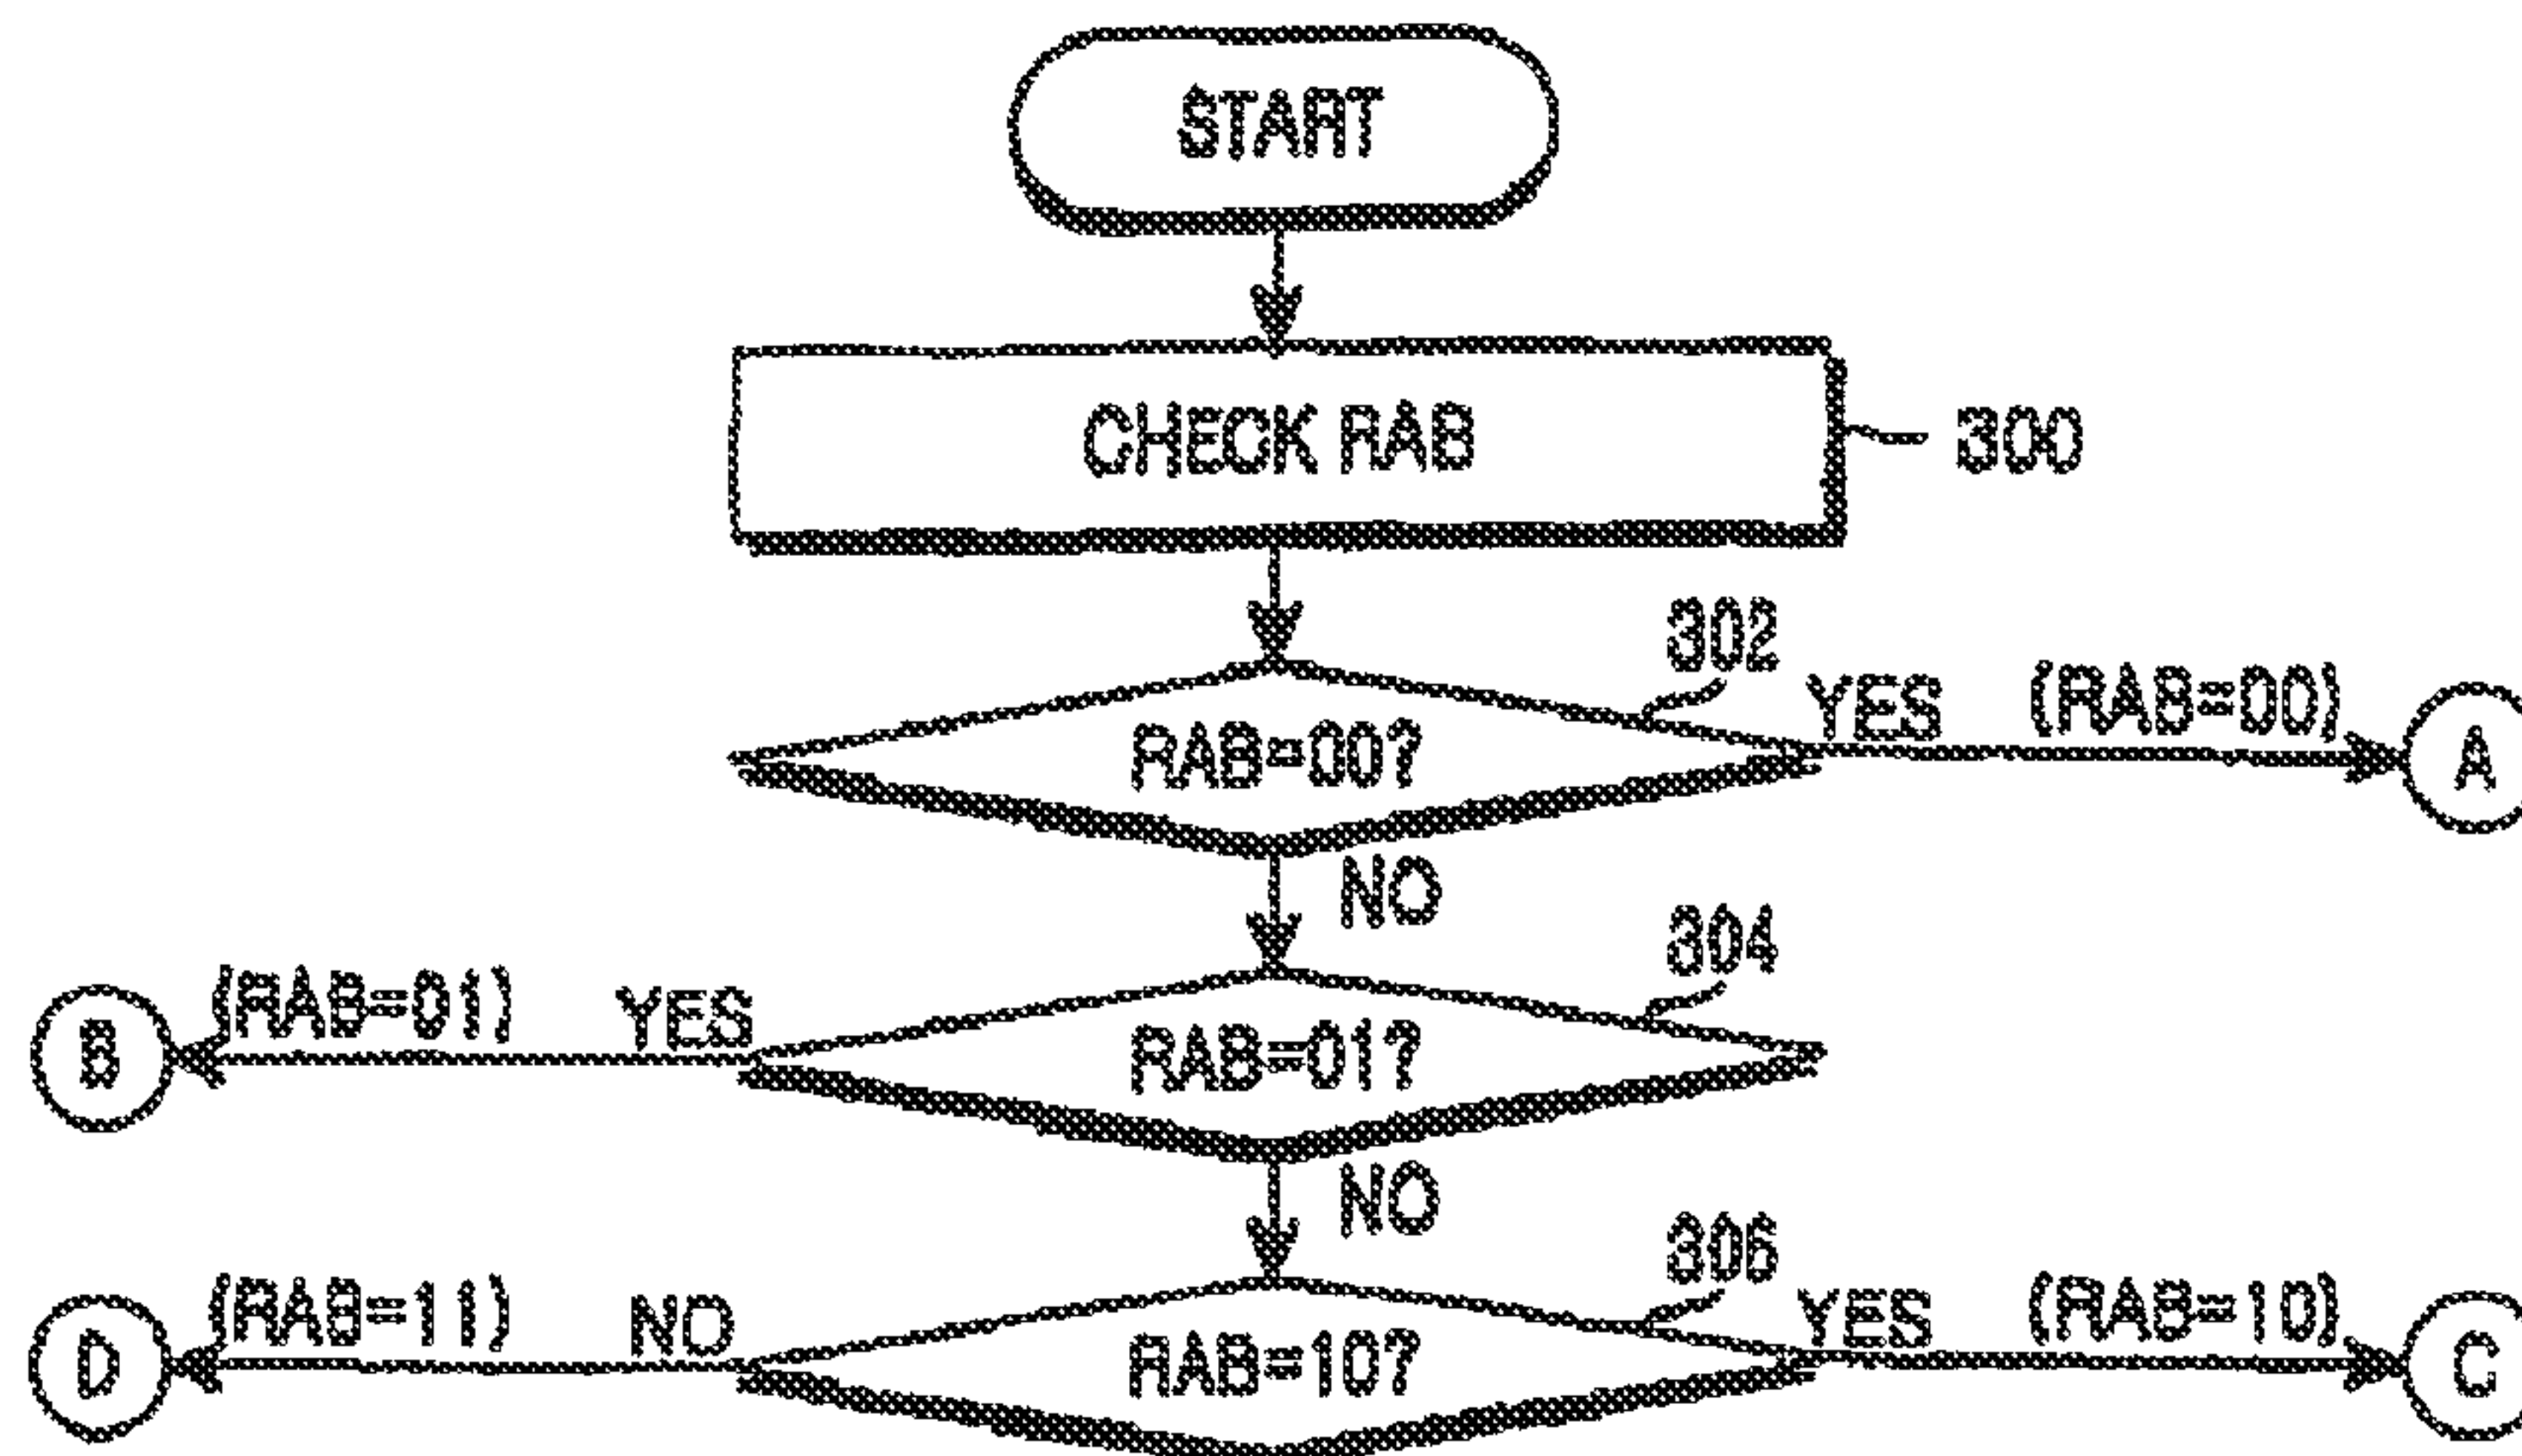 START
CHECK RAB
300
302
RAB=00?
YES
(RAB=00)
A
NO
304
B
(RAB=01)
YES
RAB=01?
NO
306
D
(RAB=11)
NO
RAB=10?
YES
(RAB=10)
C